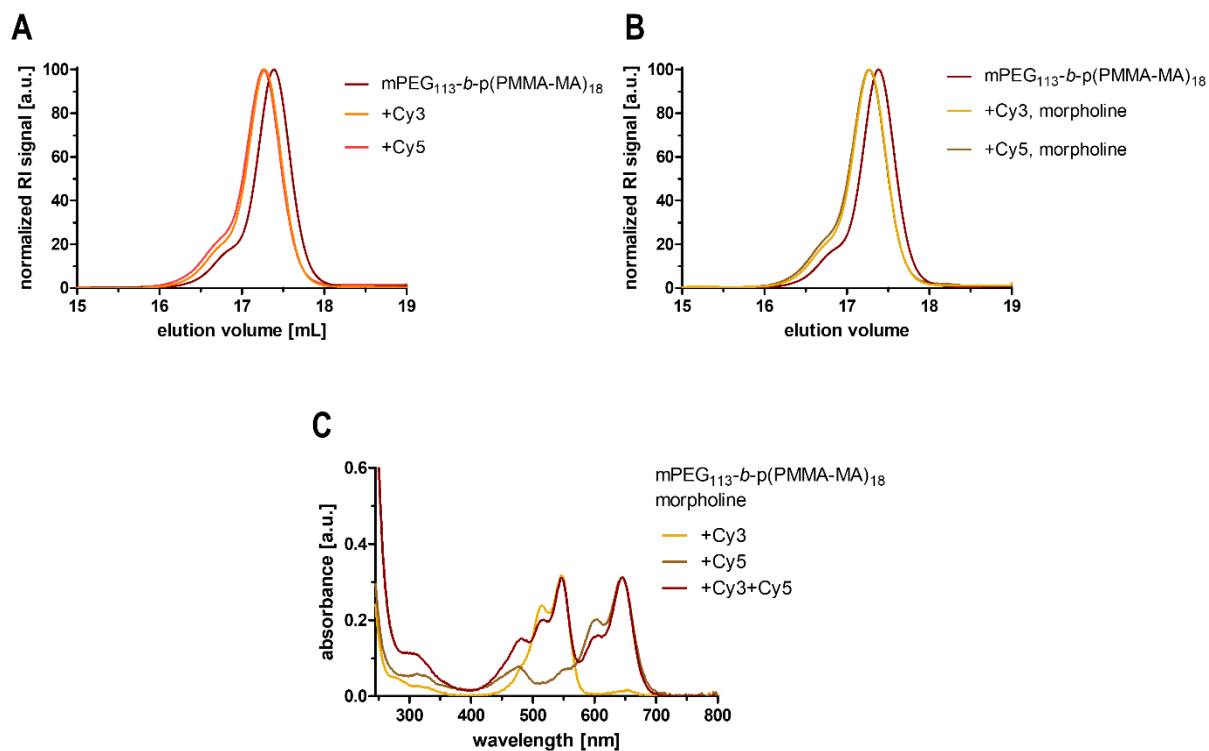 A
normalized RI signal [a.u.]
100
80
60
40
20
0
15
16
17
18
19
elution volume [mL]
mPEG₁₁₃-b-p(PMMA-MA)₁₈
+Cy3
+Cy5
B
normalized RI signal [a.u.]
100
80
60
40
20
0
15
16
17
18
19
elution volume
mPEG₁₁₃-b-p(PMMA-MA)₁₈
+Cy3, morpholine
+Cy5, morpholine
C
absorbance [a.u.]
0.6
0.4
0.2
0.0
300
400
500
600
700
800
wavelength [nm]
mPEG₁₁₃-b-p(PMMA-MA)₁₈
morpholine
+Cy3
+Cy5
+Cy3+Cy5